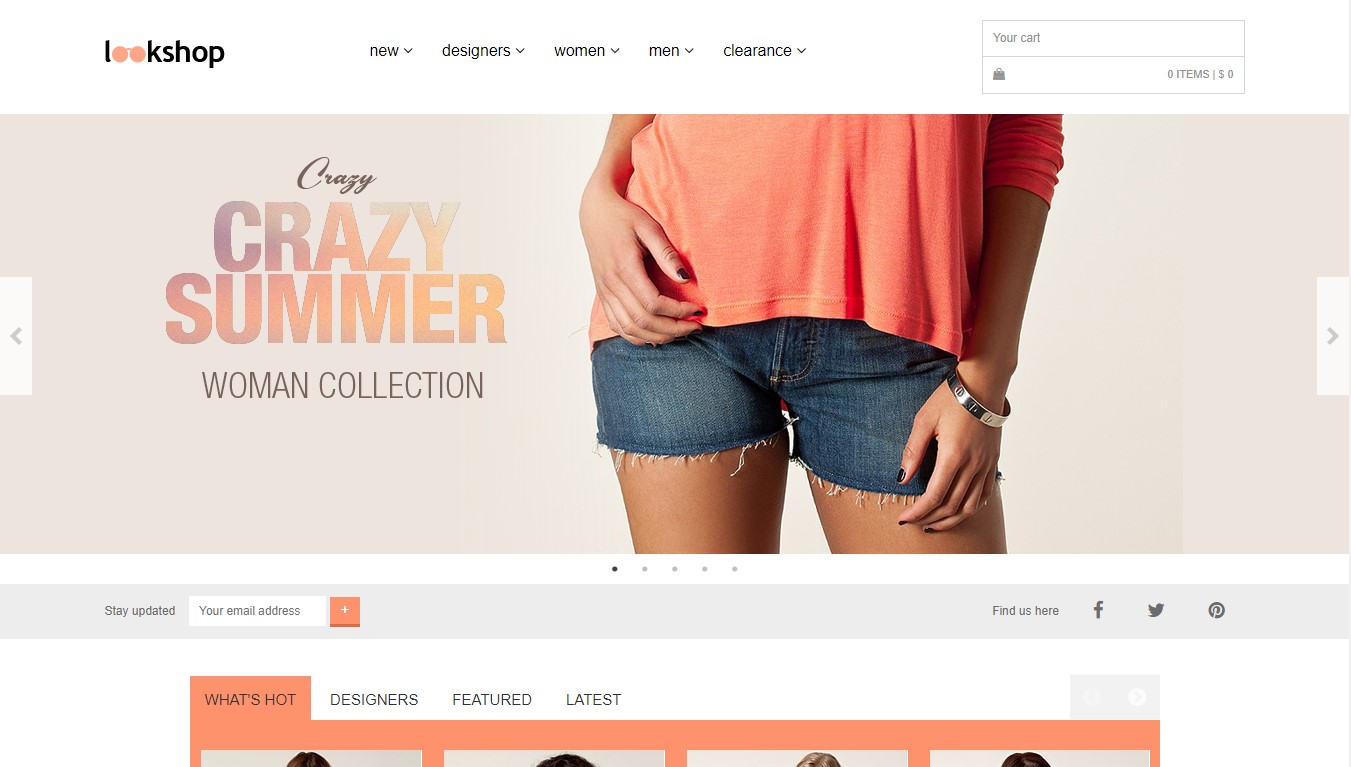 lookshop
new
designers
women
men
clearance
Your cart
0 ITEMS | $ 0
Crazy
CRAZY
SUMMER
WOMAN COLLECTION
Stay updated
Your email address
+
Find us here
WHAT'S HOT
DESIGNERS
FEATURED
LATEST